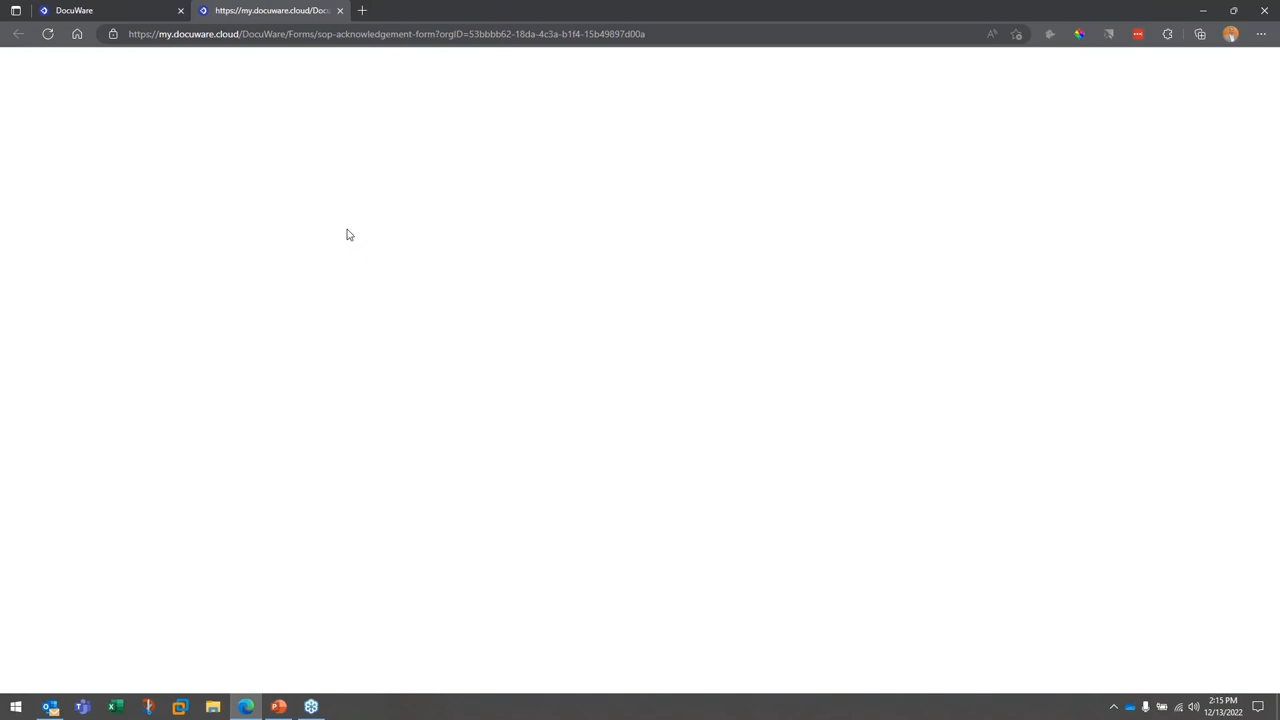 DocuWare
https://my.docuware.cloud/Docu
https://my.docuware.cloud/DocuWare/Forms/sop-acknowledgement-form?orgID=53bbbb62-18da-4c3a-b1f4-15b49897d00a
2:15 PM
12/13/2022